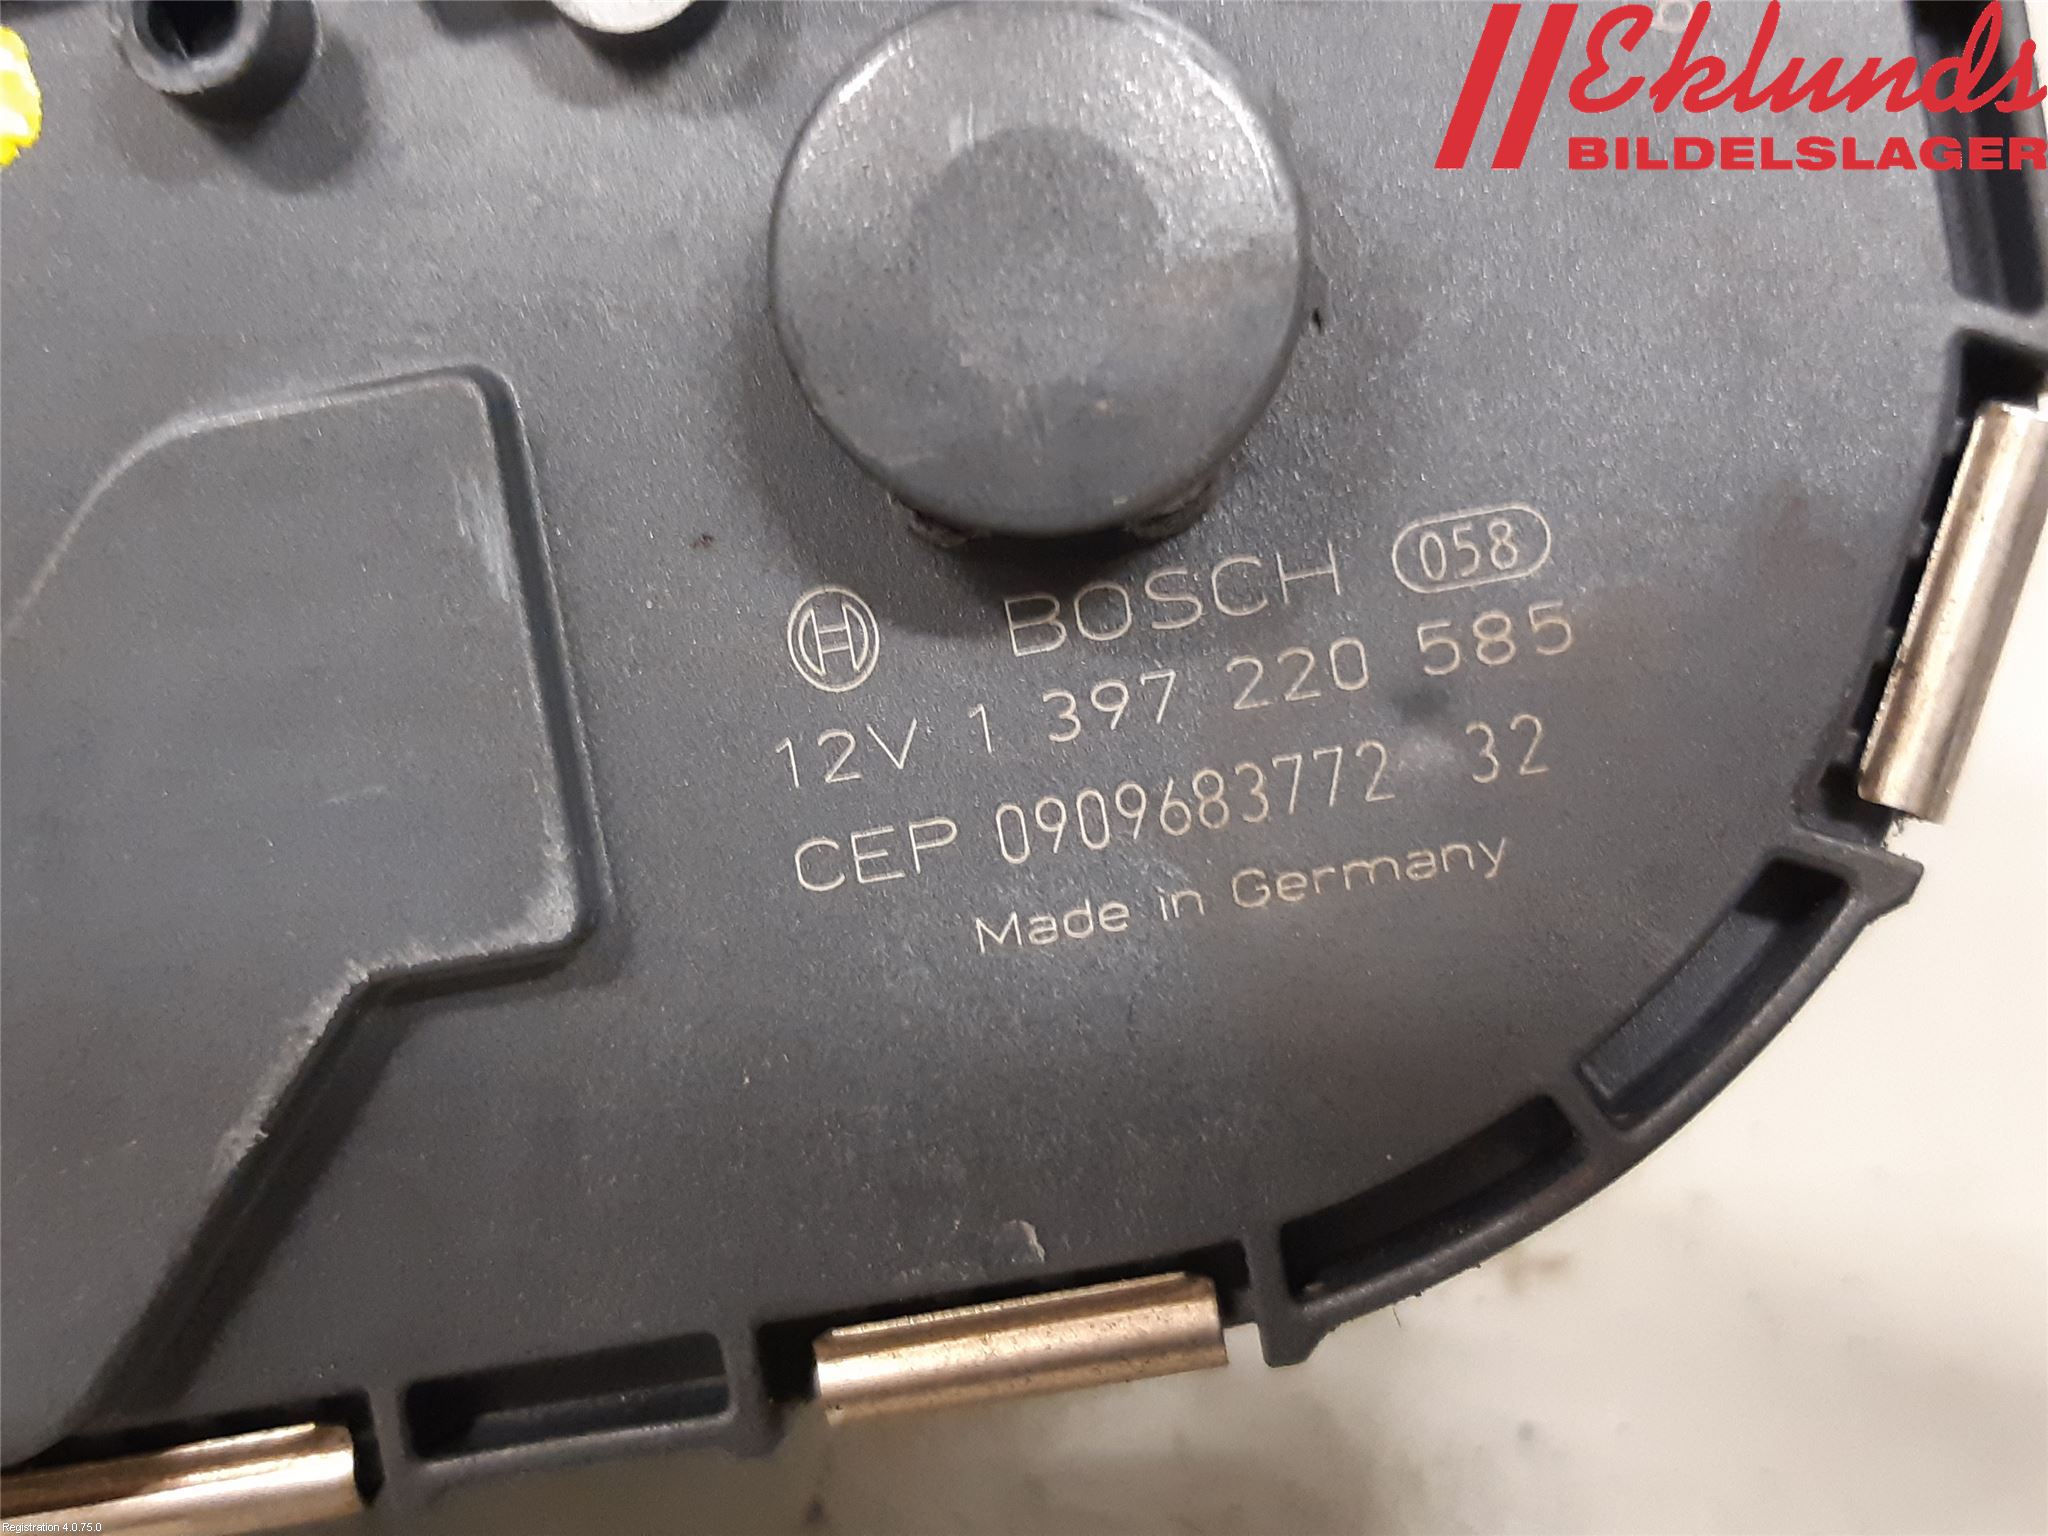 Eklunds
BILDELSLAGER
BOSCH 058
12V 1 397 220 585
CEP 0909683772 32
Made in Germany
Registration 4.0.75.0